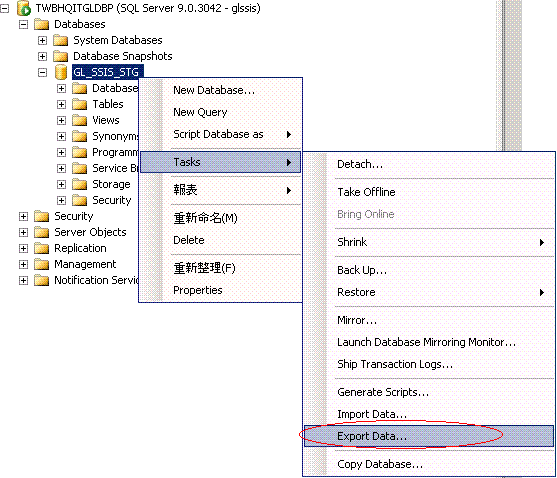 TWBHQITGLDBP (SQL Server 9.0.3042 - glssis)
Databases
System Databases
Database Snapshots
GL_SSIS_STG
Database
Tables
Views
Synonyms
Programm
Service Br
Storage
Security
Security
Server Objects
Replication
Management
Notification Servic
New Database...
New Query
Script Database as
Tasks
報表
重新命名(M)
Delete
重新整理(F)
Properties
Detach...
Take Offline
Bring Online
Shrink
Back Up...
Restore
Mirror...
Launch Database Mirroring Monitor...
Ship Transaction Logs...
Generate Scripts...
Import Data...
Export Data...
Copy Database...